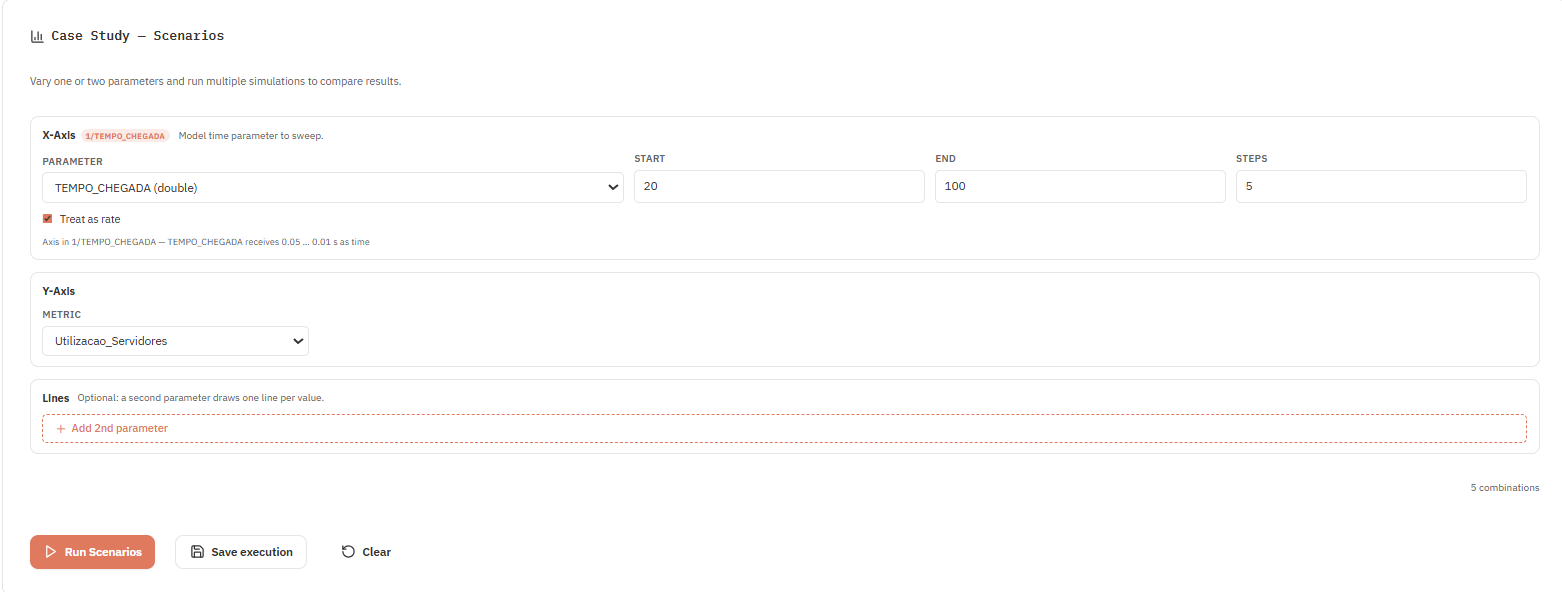 Case Study — Scenarios
Vary one or two parameters and run multiple simulations to compare results.
X-Axis 1/TEMPO_CHEGADA Model time parameter to sweep.
PARAMETER START END STEPS
TEMPO_CHEGADA (double) 20 100 5
Treat as rate
Axis in 1/TEMPO_CHEGADA — TEMPO_CHEGADA receives 0.05 ... 0.01 s as time
Y-Axis
METRIC
Utilizacao_Servidores
Lines Optional: a second parameter draws one line per value.
+ Add 2nd parameter
5 combinations
Run Scenarios Save execution Clear